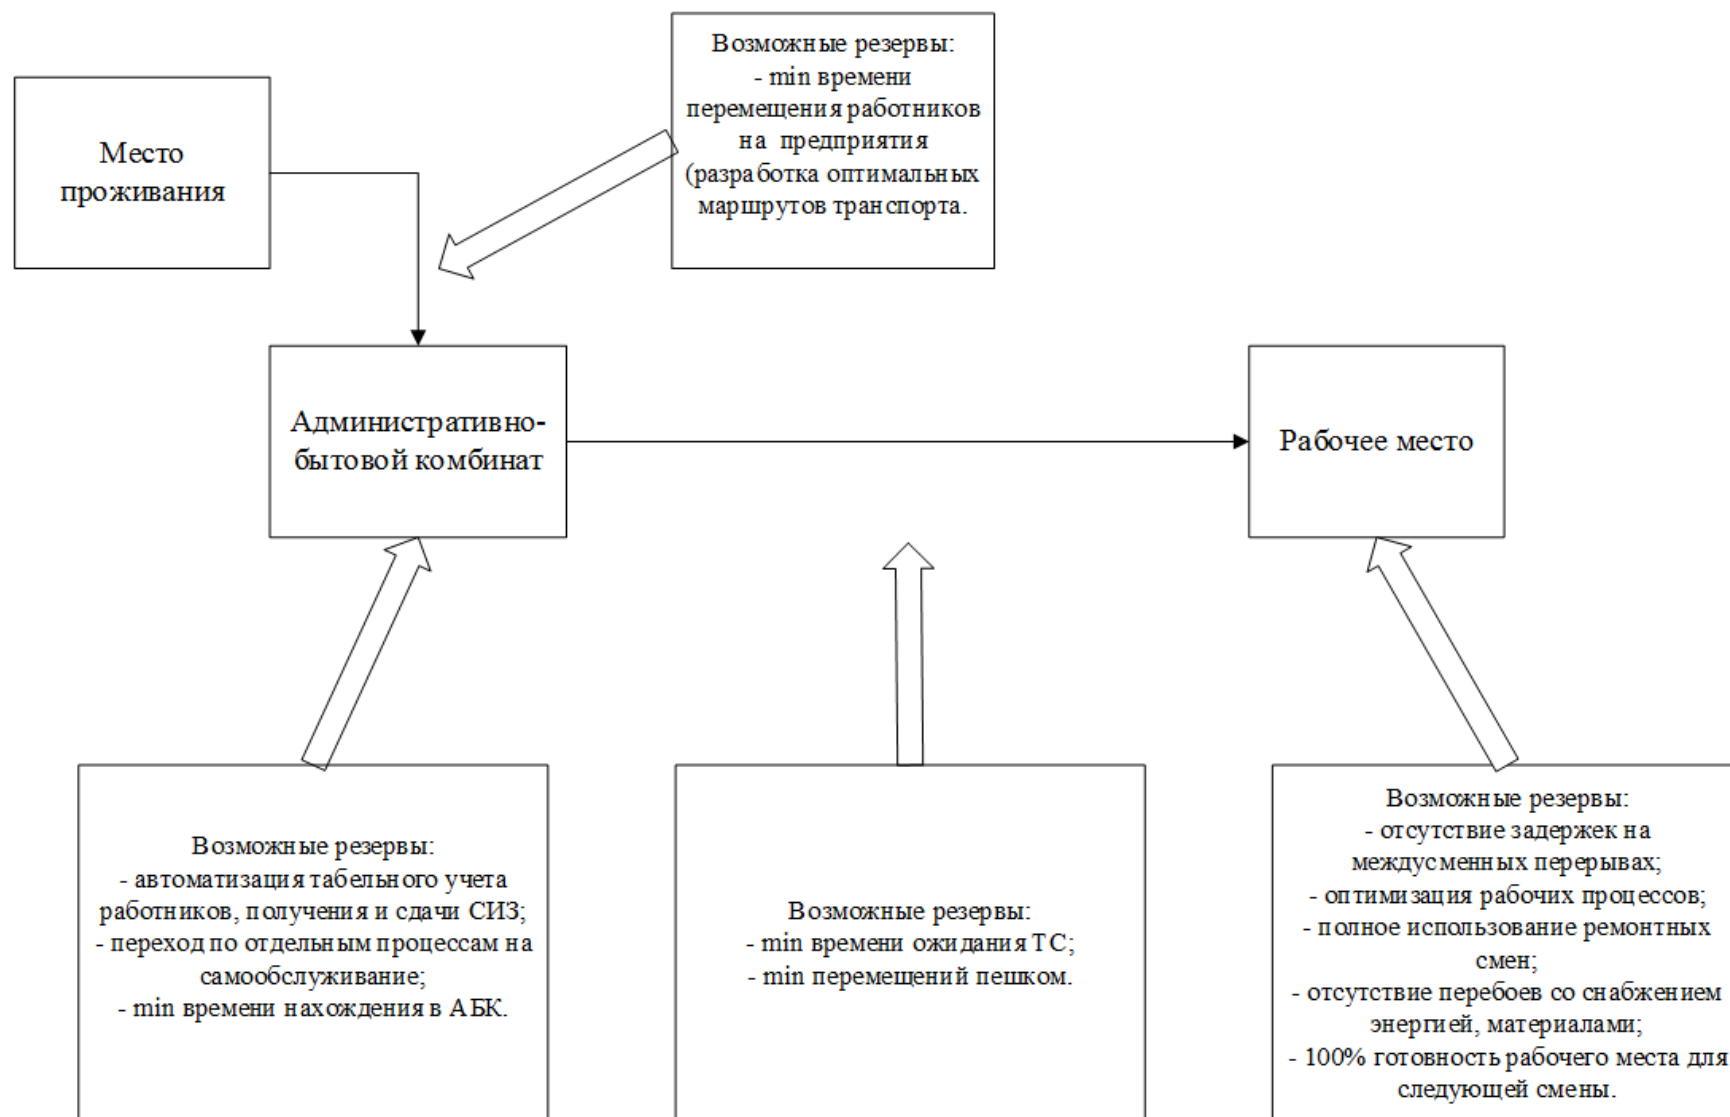 Возможные резервы:
- min времени
перемещения работников
на предприятия
(разработка оптимальных
маршрутов транспорта.
Место
проживания
Административно-
бытовой комбинат
Рабочее место
Возможные резервы:
- автоматизация табельного учета
работников, получения и сдачи СИЗ;
- переход по отдельным процессам на
самообслуживание;
- min времени нахождения в АБК.
Возможные резервы:
- min времени ожидания ТС;
- min перемещений пешком.
Возможные резервы:
- отсутствие задержек на
междусменных перерывах;
- оптимизация рабочих процессов;
- полное использование ремонтных
смен;
- отсутствие перебоев со снабжением
энергией, материалами;
- 100% готовность рабочего места для
следующей смены.